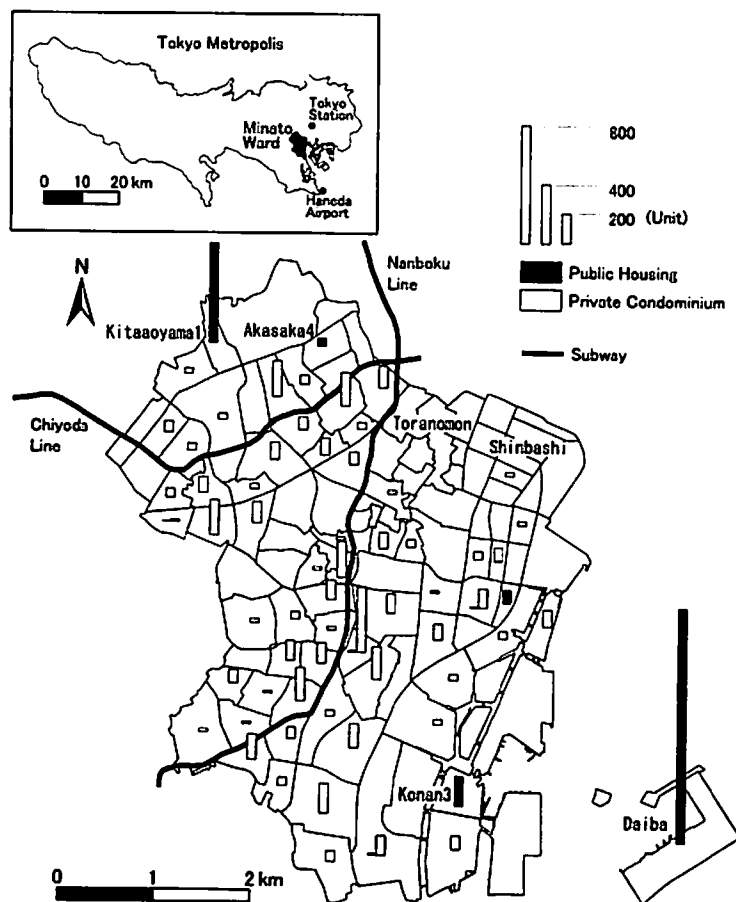 Tokyo Metropolis
Tokyo
Station
Minato
Ward
0 10 20 km
Haneda
Airport
800
400
200 (Unit)
Public Housing
Private Condominium
Subway
N
Nanboku
Line
Kitaaoyama1
Akasaka4
Chiyoda
Line
Toranomon
Shinbashi
Konan3
Daiba
0 1 2 km